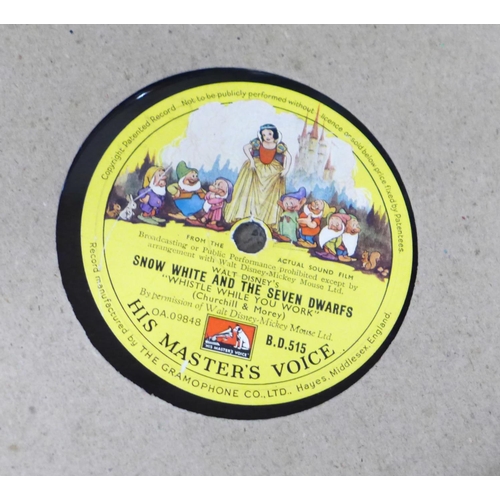 Copyright Patented Record - Not to be publicly performed without licence or sold below price fixed by Patentees.
FROM THE ACTUAL SOUND FILM
Broadcasting or Public Performance prohibited except by
arrangement with Walt Disney-Mickey Mouse Ltd.
WALT DISNEY'S
SNOW WHITE AND THE SEVEN DWARFS
"WHISTLE WHILE YOU WORK"
(Churchill & Morey)
By permission of Walt Disney-Mickey Mouse Ltd.
OA.09848
B.D.515
"HIS MASTER'S VOICE"
HIS MASTER'S VOICE
Record manufactured by THE GRAMOPHONE CO., LTD., Hayes, Middlesex, England.